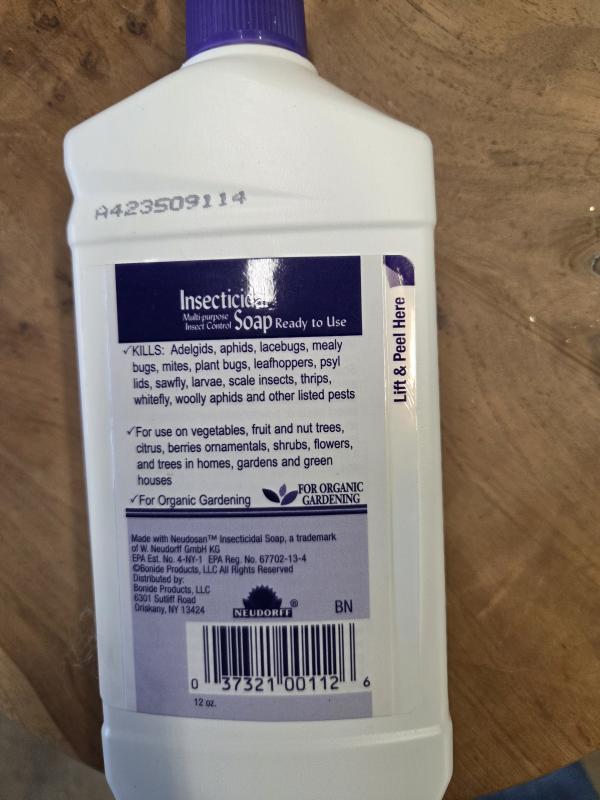 A423509114
Insecticidal
Multi-purpose
Insect Control Soap Ready to Use
Lift & Peel Here
✓KILLS: Adelgids, aphids, lacebugs, mealy
bugs, mites, plant bugs, leafhoppers, psyl
lids, sawfly, larvae, scale insects, thrips,
whitefly, woolly aphids and other listed pests
✓For use on vegetables, fruit and nut trees,
citrus, berries ornamentals, shrubs, flowers,
and trees in homes, gardens and green
houses
✓For Organic Gardening
FOR ORGANIC
GARDENING
Made with Neudosan™ Insecticidal Soap, a trademark
of W. Neudorff GmbH KG
EPA Est. No. 4-NY-1 EPA Reg. No. 67702-13-4
©Bonide Products, LLC All Rights Reserved
Distributed by:
Bonide Products, LLC
6301 Sutliff Road
Oriskany, NY 13424
NEUDORFF®
BN
0 37321 00112 6
12 oz.